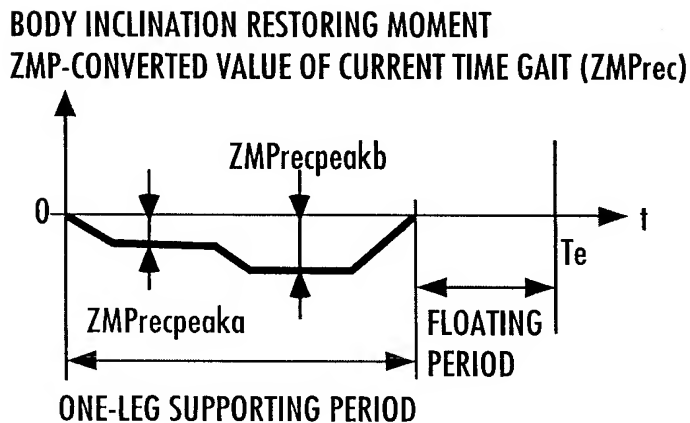 BODY INCLINATION RESTORING MOMENT
ZMP-CONVERTED VALUE OF CURRENT TIME GAIT (ZMPrec)
ZMPrecpeakb
0
t
Te
ZMPrecpeaka
FLOATING
PERIOD
ONE-LEG SUPPORTING PERIOD